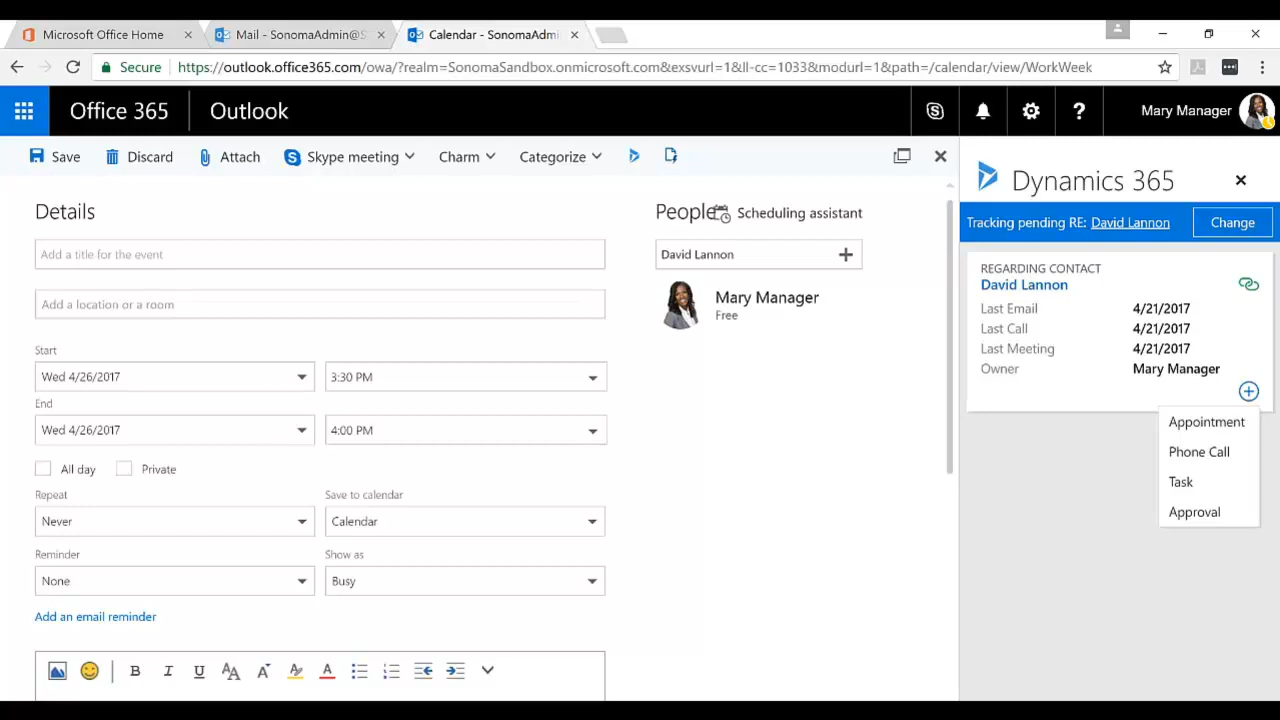 Microsoft Office Home
Mail - SonomaAdmin@S
Calendar - SonomaAdmin
Secure
https://outlook.office365.com/owa/?realm=SonomaSandbox.onmicrosoft.com&exsvurl=1&ll-cc=1033&modurl=1&path=/calendar/view/WorkWeek
Office 365
Outlook
?
Mary Manager
Save
Discard
Attach
Skype meeting
Charm
Categorize
Details
Add a title for the event
Add a location or a room
Start
Wed 4/26/2017
3:30 PM
End
Wed 4/26/2017
4:00 PM
All day
Private
Repeat
Save to calendar
Never
Calendar
Reminder
Show as
None
Busy
Add an email reminder
B I U AA A A
People
Scheduling assistant
David Lannon
Mary Manager
Free
Dynamics 365
Tracking pending RE: David Lannon
Change
REGARDING CONTACT
David Lannon
Last Email 4/21/2017
Last Call 4/21/2017
Last Meeting 4/21/2017
Owner Mary Manager
Appointment
Phone Call
Task
Approval